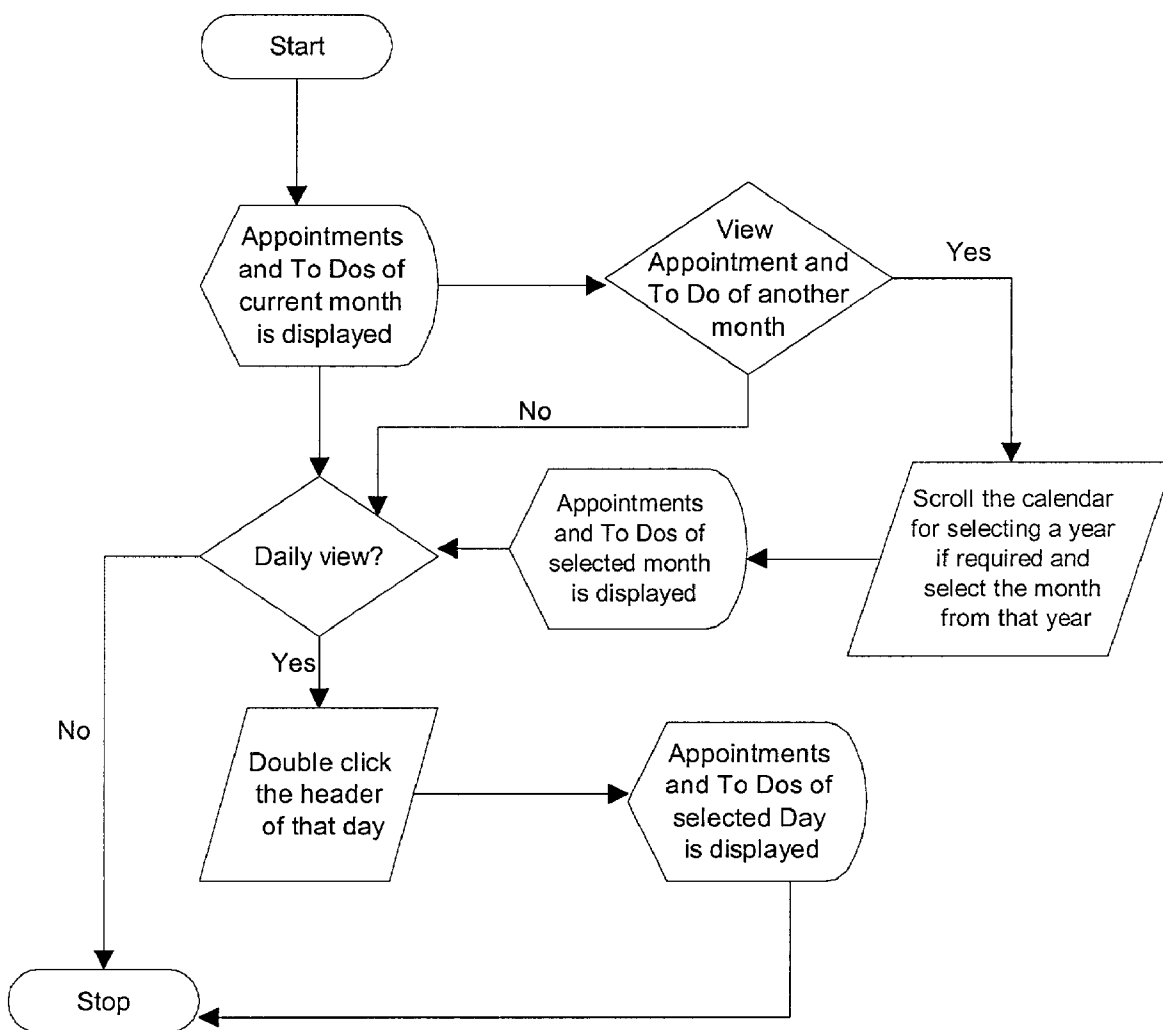 Start
Appointments
and To Dos of
current month
is displayed
View
Appointment and
To Do of another
month
Yes
No
Scroll the calendar
for selecting a year
if required and
select the month
from that year
Appointments
and To Dos of
selected month
is displayed
Daily view?
Yes
No
Double click
the header
of that day
Appointments
and To Dos of
selected Day
is displayed
Stop